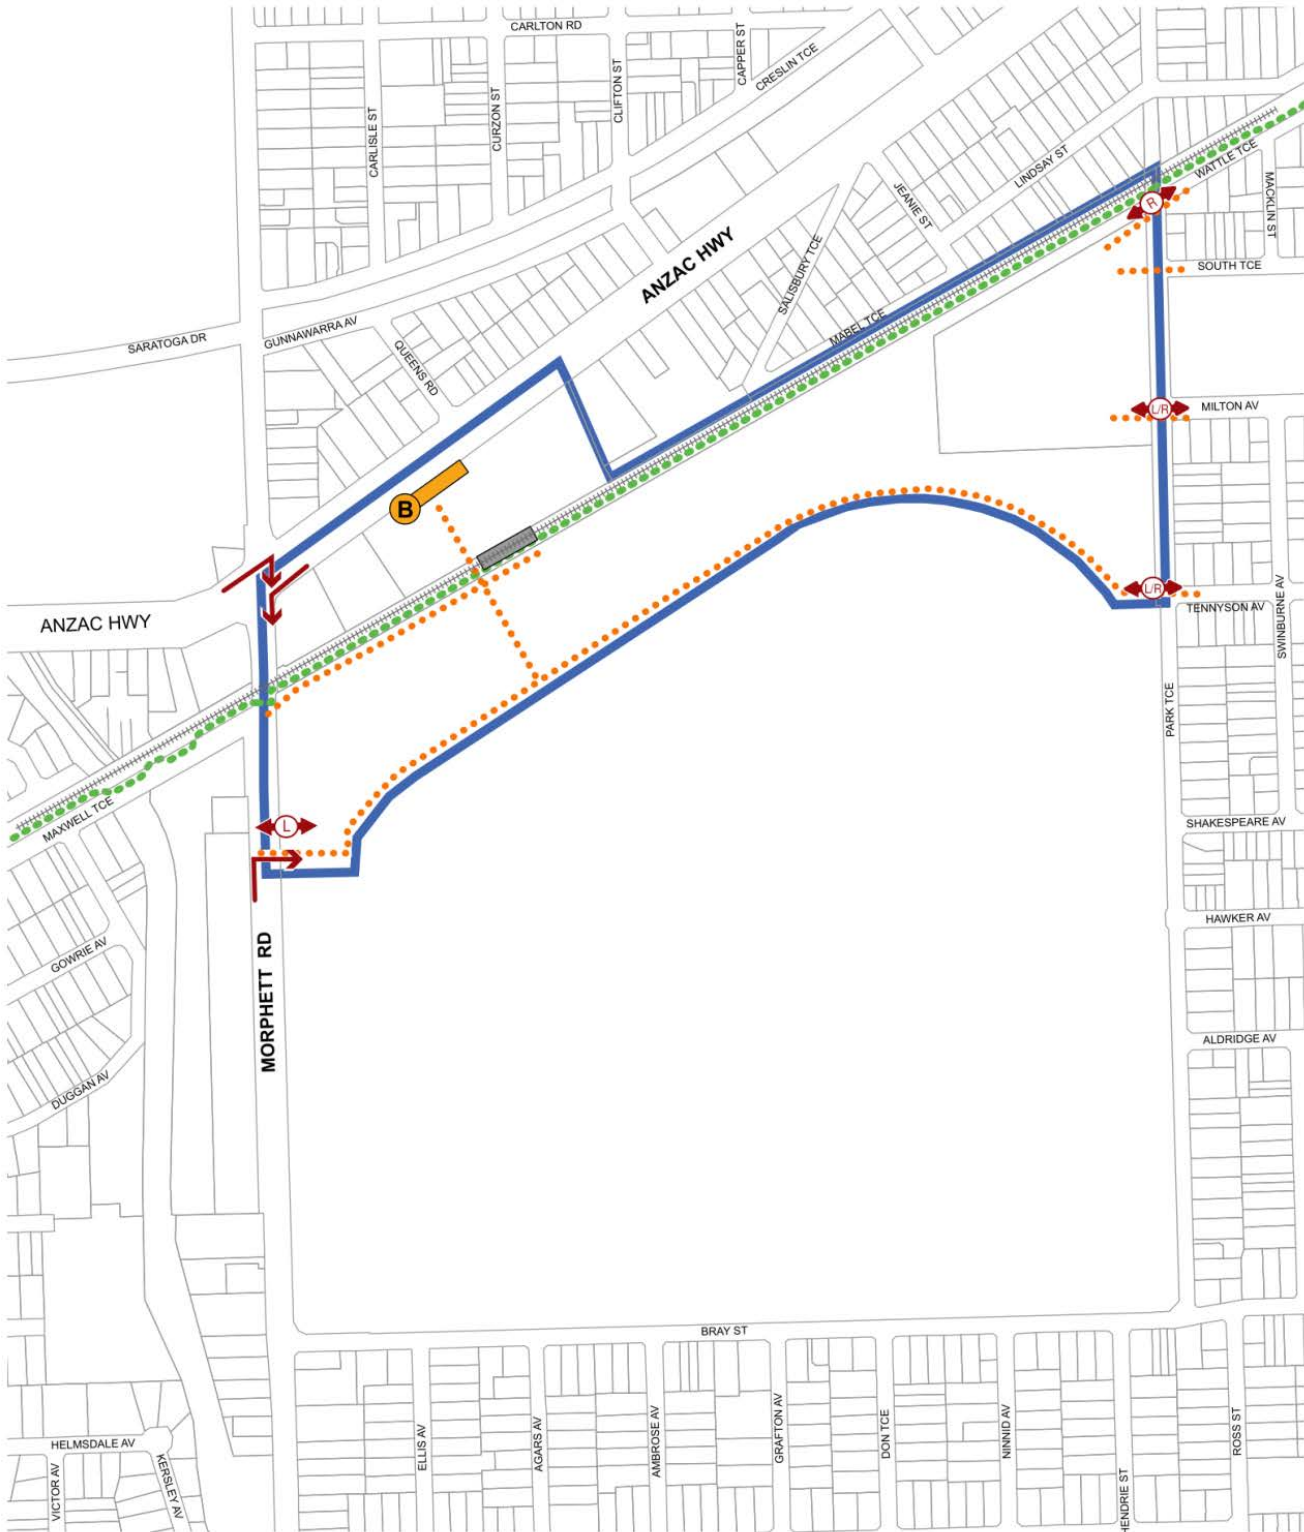 CARLTON RD
CAPPER ST
CRESLIN TCE
CLIFTON ST
CURZON ST
CARLISLE ST
LINDSAY ST
WATTLE TCE
MACKLIN ST
JEANIE ST
R
ANZAC HWY
SALISBURY TCE
SOUTH TCE
MABEL TCE
GUNNAWARRA AV
SARATOGA DR
QUEENS RD
L/R
MILTON AV
B
L/R
TENNYSON AV
SWINBURNE AV
ANZAC HWY
PARK TCE
MAXWELL TCE
L
SHAKESPEARE AV
HAWKER AV
GOWRIE AV
MORPHETT RD
ALDRIDGE AV
DUGGAN AV
BRAY ST
HELMSDALE AV
VICTOR AV
KERSLEY AV
ELLIS AV
AGARS AV
AMBROSE AV
GRAFTON AV
DON TCE
NINNID AV
HENDRIE ST
ROSS ST